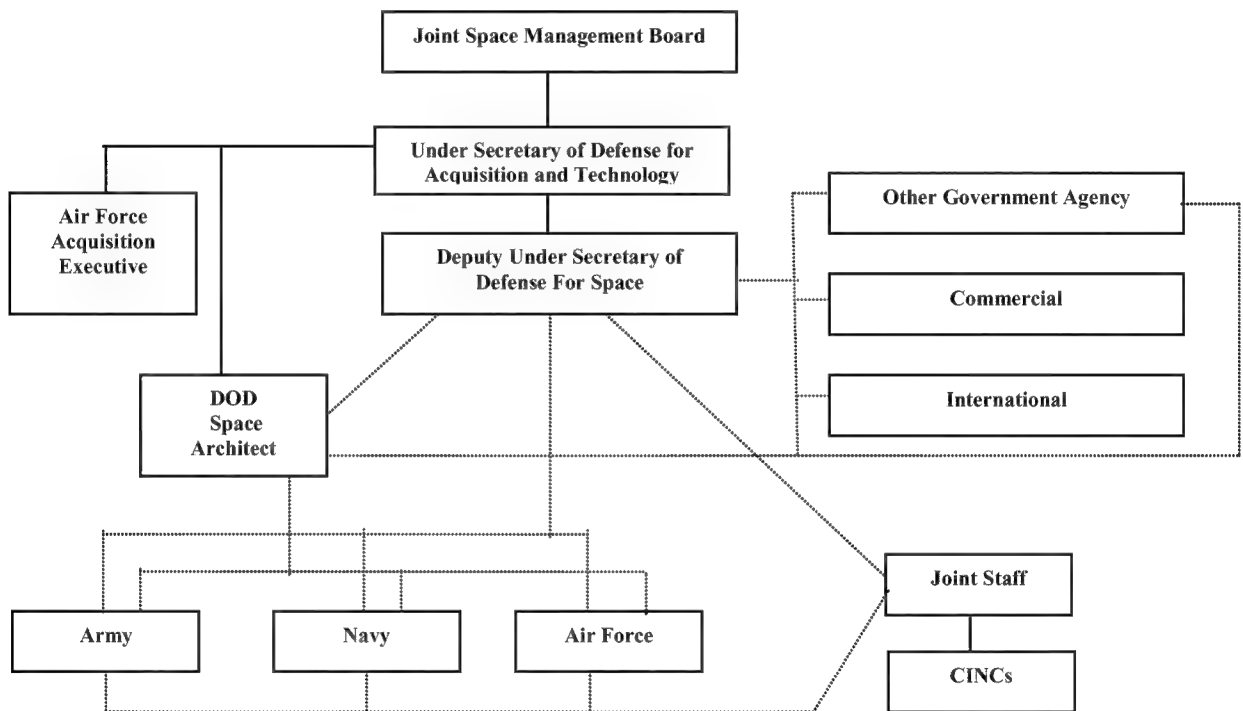 Joint Space Management Board
Under Secretary of Defense for
Acquisition and Technology
Other Government Agency
Air Force
Acquisition
Executive
Deputy Under Secretary of
Defense For Space
Commercial
International
DOD
Space
Architect
Joint Staff
Army
Navy
Air Force
CINCs